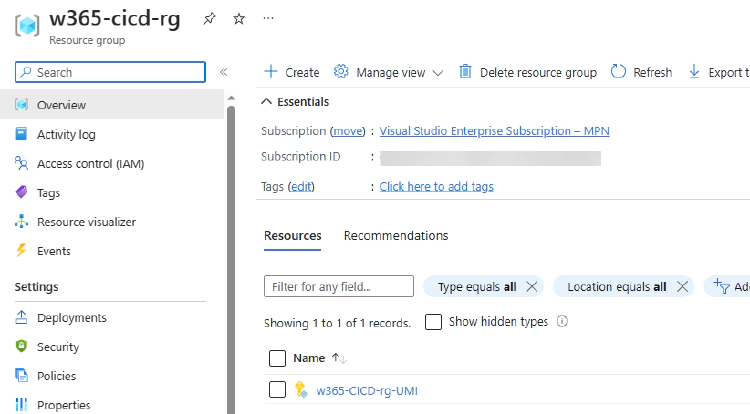 w365-cicd-rg
Resource group
Search
Overview
Activity log
Access control (IAM)
Tags
Resource visualizer
Events
Settings
Deployments
Security
Policies
Properties
Create Manage view Delete resource group Refresh Export t
Essentials
Subscription (move) : Visual Studio Enterprise Subscription – MPN
Subscription ID :
Tags (edit) : Click here to add tags
Resources Recommendations
Filter for any field... Type equals all Location equals all Ad
Showing 1 to 1 of 1 records. Show hidden types
Name
w365-CICD-rg-UMI